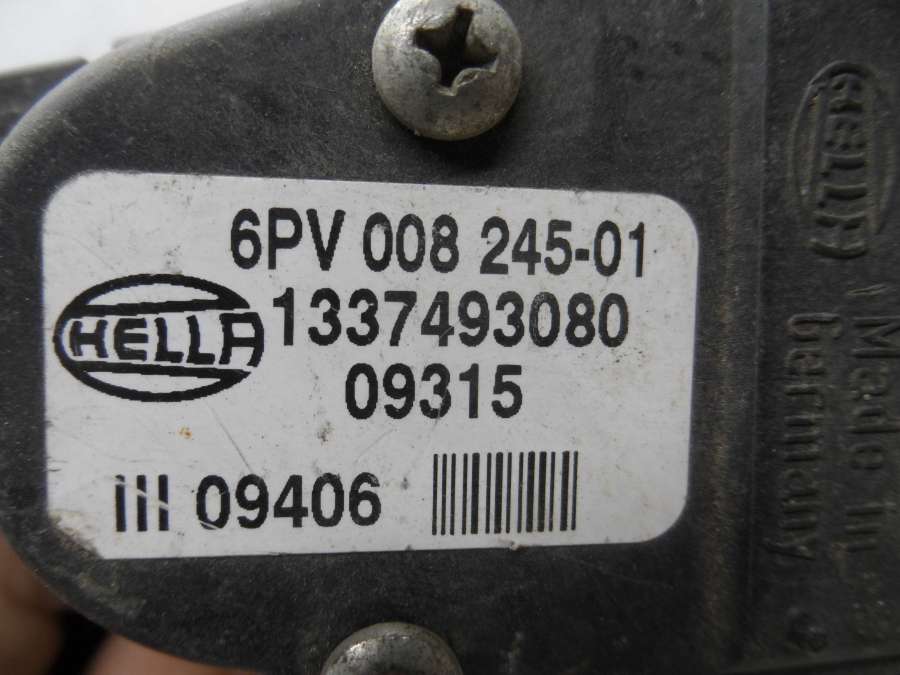 6PV 008 245-01
HELLA 1337493080
09315
III 09406
HELLA
Made in
Germany